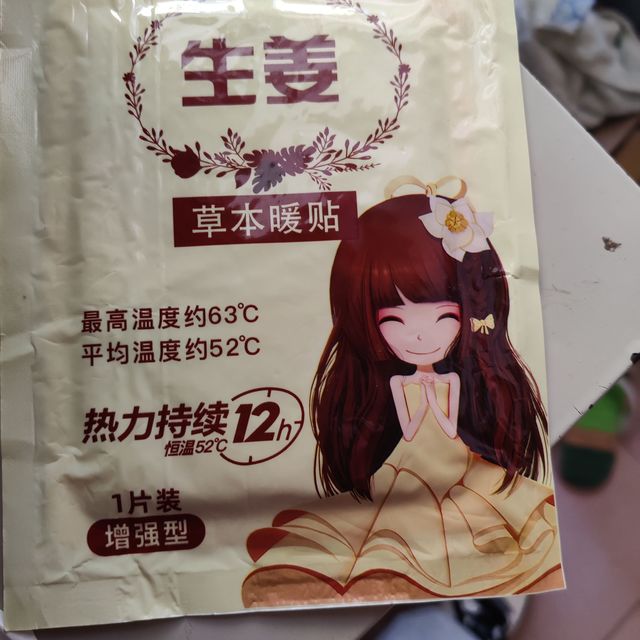 生姜
草本暖贴
最高温度约63℃
平均温度约52℃
热力持续12h
恒温52℃
1片装
增强型